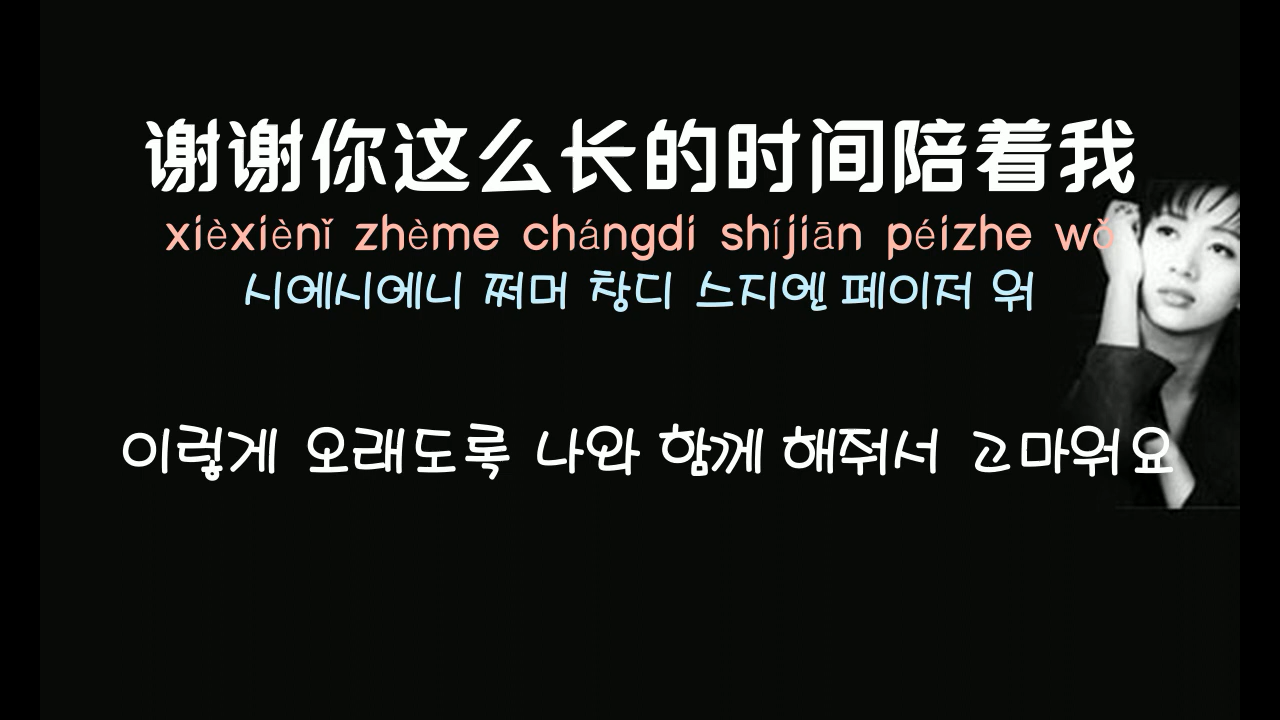 谢谢你这么长的时间陪着我
xièxiènǐ zhème chángdi shíjiān péizhe wǒ
시에시에니 쩌머 창디 스지엔 페이저 워
이렇게 오래도록 나와 함께 해줘서 고마워요